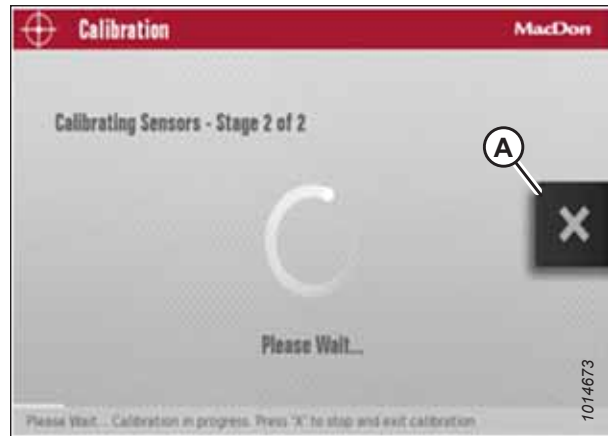 Calibration
MacDon
Calibrating Sensors - Stage 2 of 2
A
X
Please Wait...
1014673
Please Wait... Calibration in progress. Press "X" to stop and exit calibration